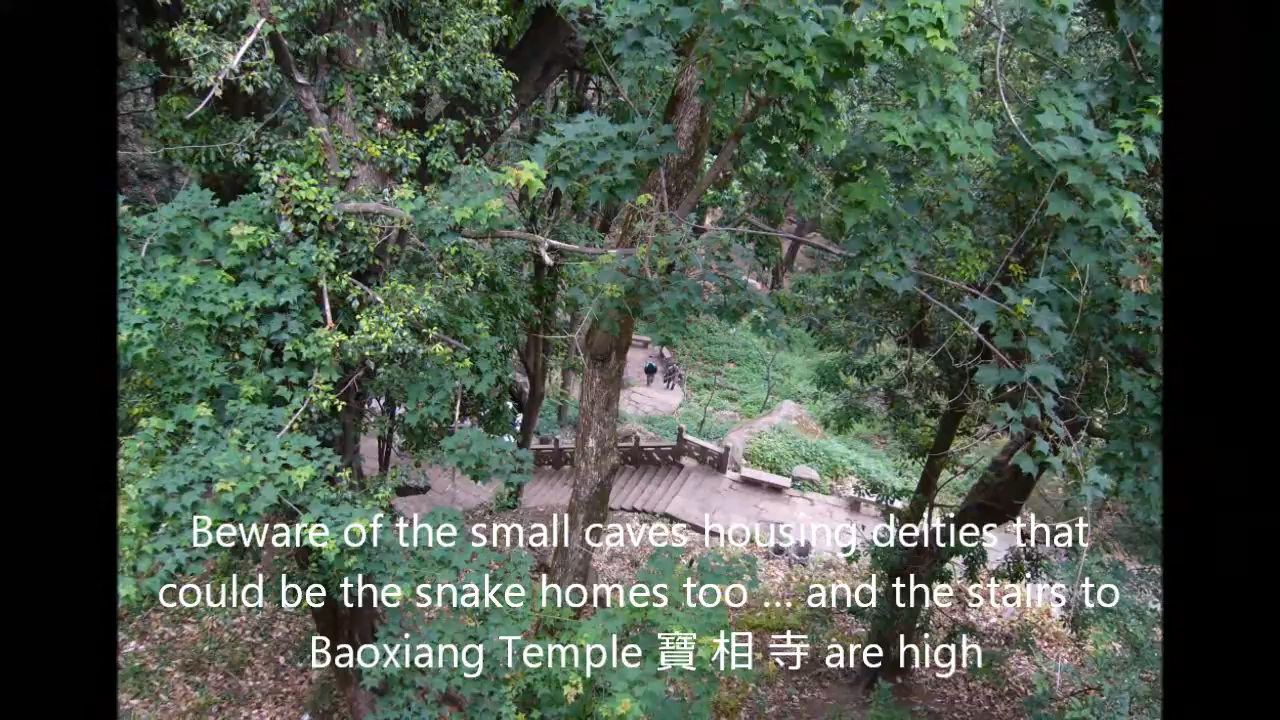 Beware of the small caves housing deities that
could be the snake homes too ... and the stairs to
Baoxiang Temple 寶 相 寺 are high